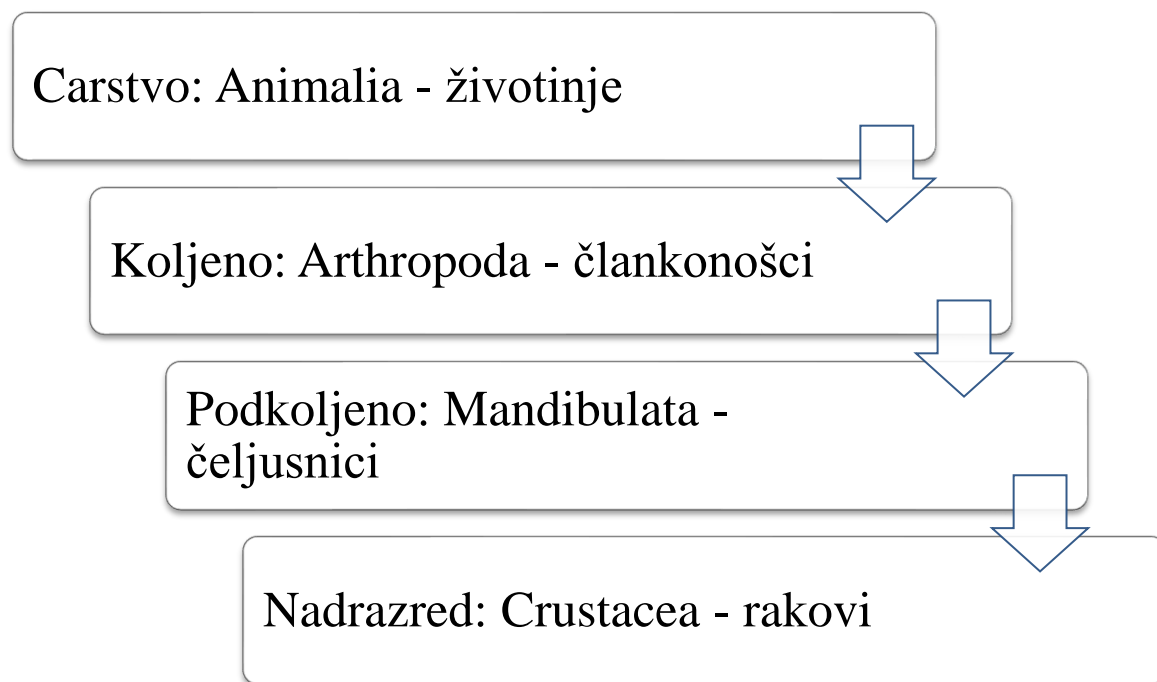 Carstvo: Animalia - životinje
Koljeno: Arthropoda - člankonošci
Podkoljeno: Mandibulata -
čeljusnici
Nadrazred: Crustacea - rakovi